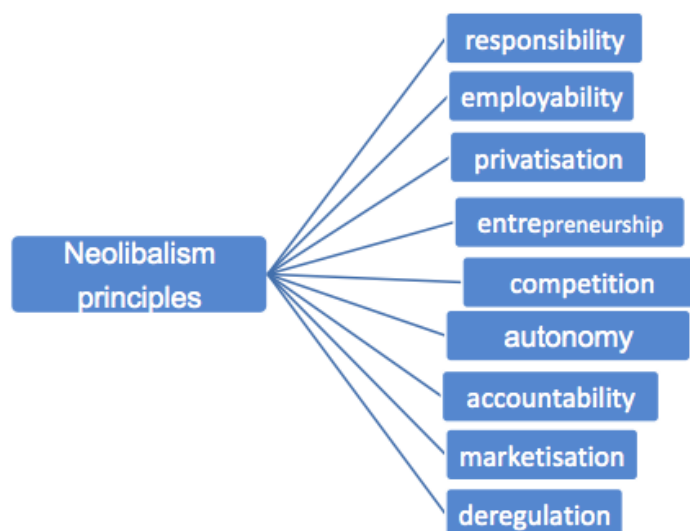 responsibility
employability
privatisation
entrepreneurship
Neolibalism
principles
competition
autonomy
accountability
marketisation
deregulation